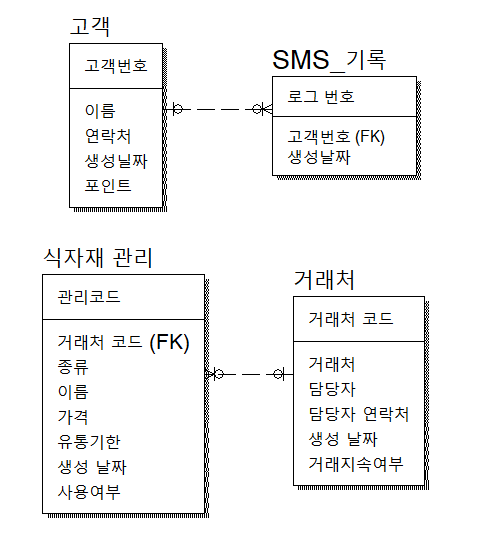 고객
고객번호
이름
연락처
생성닐짜
포인트
SMS_기록
로그 번호
고객번호 (FK)
생성날짜
식자재 관리
관리코드
거래처 코드 (FK)
종류
이름
가격
유통기한
생성 날짜
사용여부
거래처
거래처 코드
거래처
담당자
담당자 연락처
생성 날짜
거래지속여부